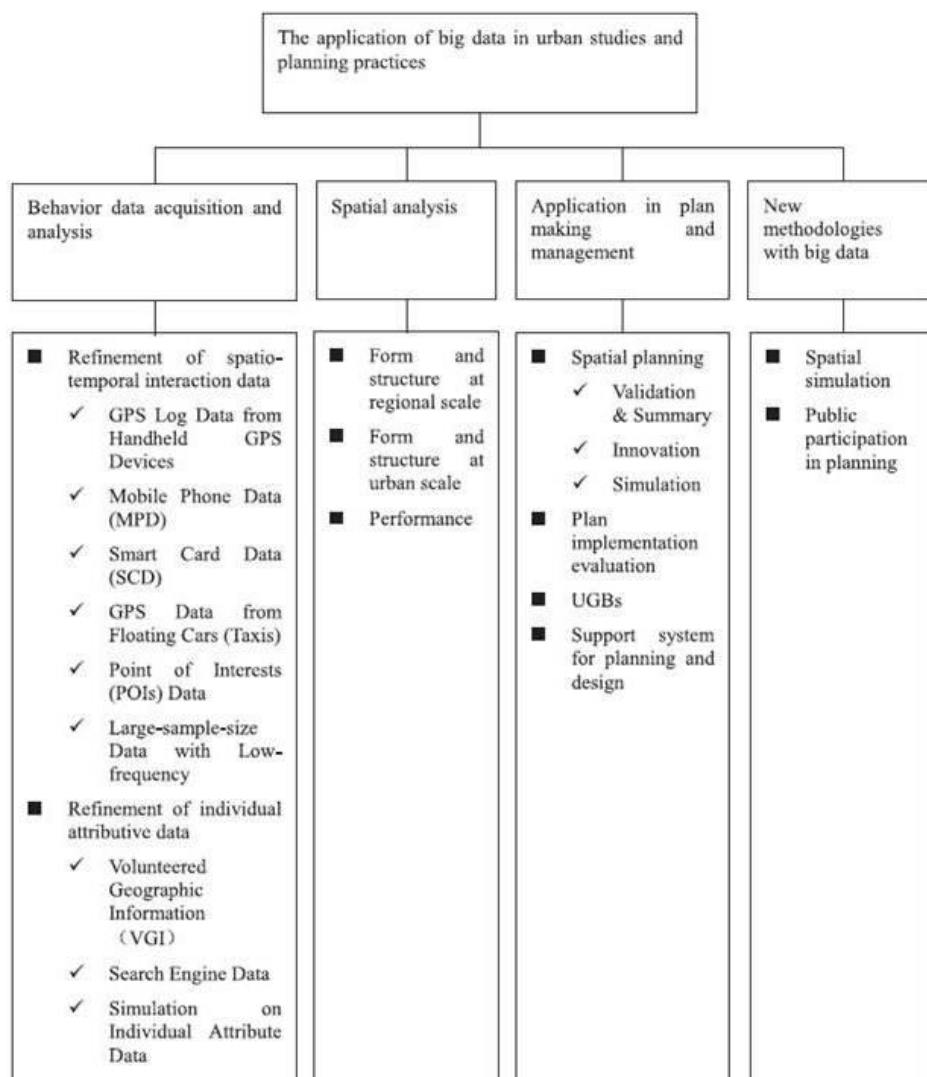 The application of big data in urban studies and
planning practices
Behavior data acquisition and
analysis
Spatial analysis
Application in plan
making and
management
New
methodologies
with big data
■ Refinement of spatio-
temporal interaction data
✓ GPS Log Data from
Handheld GPS
Devices
✓ Mobile Phone Data
(MPD)
✓ Smart Card Data
(SCD)
✓ GPS Data from
Floating Cars (Taxis)
✓ Point of Interests
(POIs) Data
✓ Large-sample-size
Data with Low-
frequency
■ Refinement of individual
attributive data
✓ Volunteered
Geographic
Information
（VGI）
✓ Search Engine Data
✓ Simulation on
Individual Attribute
Data
■ Form and
structure at
regional scale
■ Form and
structure at
urban scale
■ Performance
■ Spatial planning
✓ Validation
& Summary
✓ Innovation
✓ Simulation
■ Plan
implementation
evaluation
■ UGBs
■ Support system
for planning and
design
■ Spatial
simulation
■ Public
participation
in planning